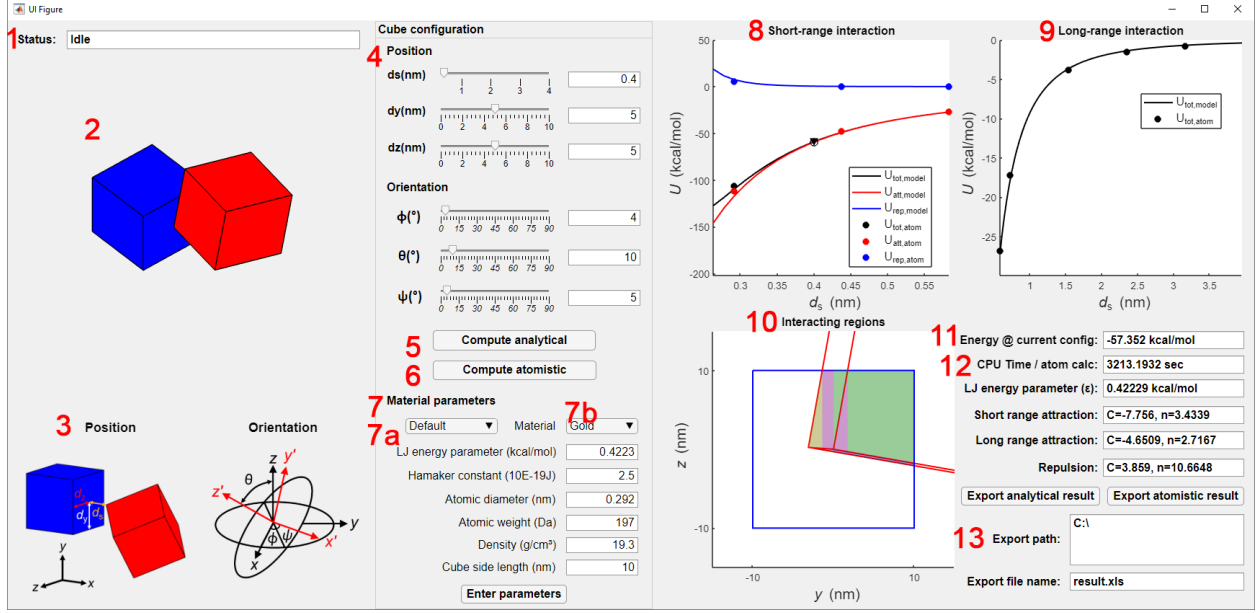 UI Figure
1 Status: Idle
2
3 Position Orientation
d_z d_y d_s
y z x
z y' z' θ y ϕ ψ x x'
Cube configuration
4 Position
ds(nm) 0.4
1 2 3 4
dy(nm) 5
0 2 4 6 8 10
dz(nm) 5
0 2 4 6 8 10
Orientation
ϕ(°) 4
0 15 30 45 60 75 90
θ(°) 10
0 15 30 45 60 75 90
ψ(°) 5
0 15 30 45 60 75 90
5 Compute analytical
6 Compute atomistic
7 Material parameters
7a Default 7b Material Gold
LJ energy parameter (kcal/mol) 0.4223
Hamaker constant (10E-19J) 2.5
Atomic diameter (nm) 0.292
Atomic weight (Da) 197
Density (g/cm³) 19.3
Cube side length (nm) 10
Enter parameters
8 Short-range interaction
U (kcal/mol)
50
0
-50
-100
-150
-200
U_tot,model
U_att,model
U_rep,model
U_tot,atom
U_att,atom
U_rep,atom
0.3 0.35 0.4 0.45 0.5 0.55
d_s (nm)
9 Long-range interaction
U (kcal/mol)
0
-5
-10
-15
-20
-25
U_tot,model
U_tot,atom
1 1.5 2 2.5 3 3.5
d_s (nm)
10 Interacting regions
z (nm)
10
-10
-10 10
y (nm)
11 Energy @ current config: -57.352 kcal/mol
12 CPU Time / atom calc: 3213.1932 sec
LJ energy parameter (ε): 0.42229 kcal/mol
Short range attraction: C=-7.756, n=3.4339
Long range attraction: C=-4.6509, n=2.7167
Repulsion: C=3.859, n=10.6648
Export analytical result Export atomistic result
13 Export path: C:\
Export file name: result.xls